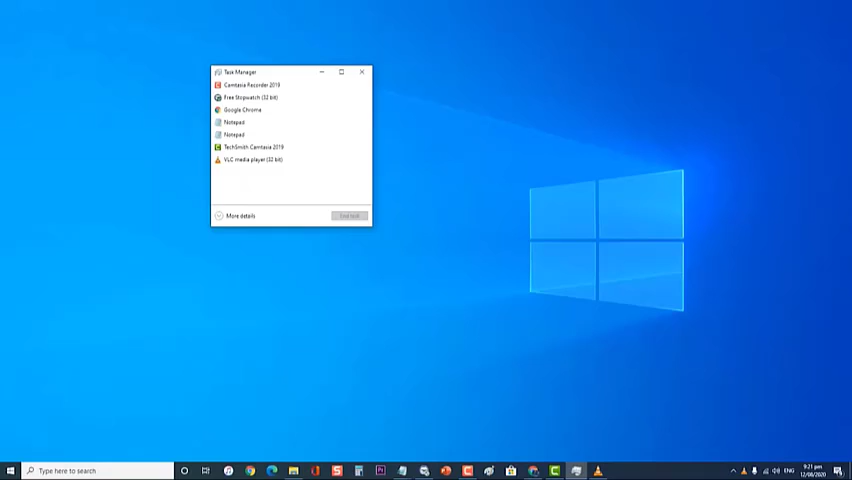 Task Manager
Camtasia Recorder 2019
Free Stopwatch (32 bit)
Google Chrome
Notepad
Notepad
TechSmith Camtasia 2019
VLC media player (32 bit)
More details
End task
Type here to search
ENG
9:21 pm
12/08/2020